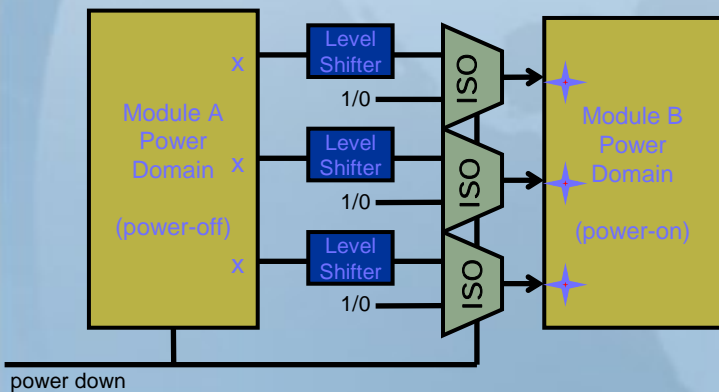 Level
Shifter
X
ISO
1/0
Module A
Power
Domain
(power-off)
Level
Shifter
X
ISO
1/0
Module B
Power
Domain
(power-on)
Level
Shifter
X
ISO
1/0
power down